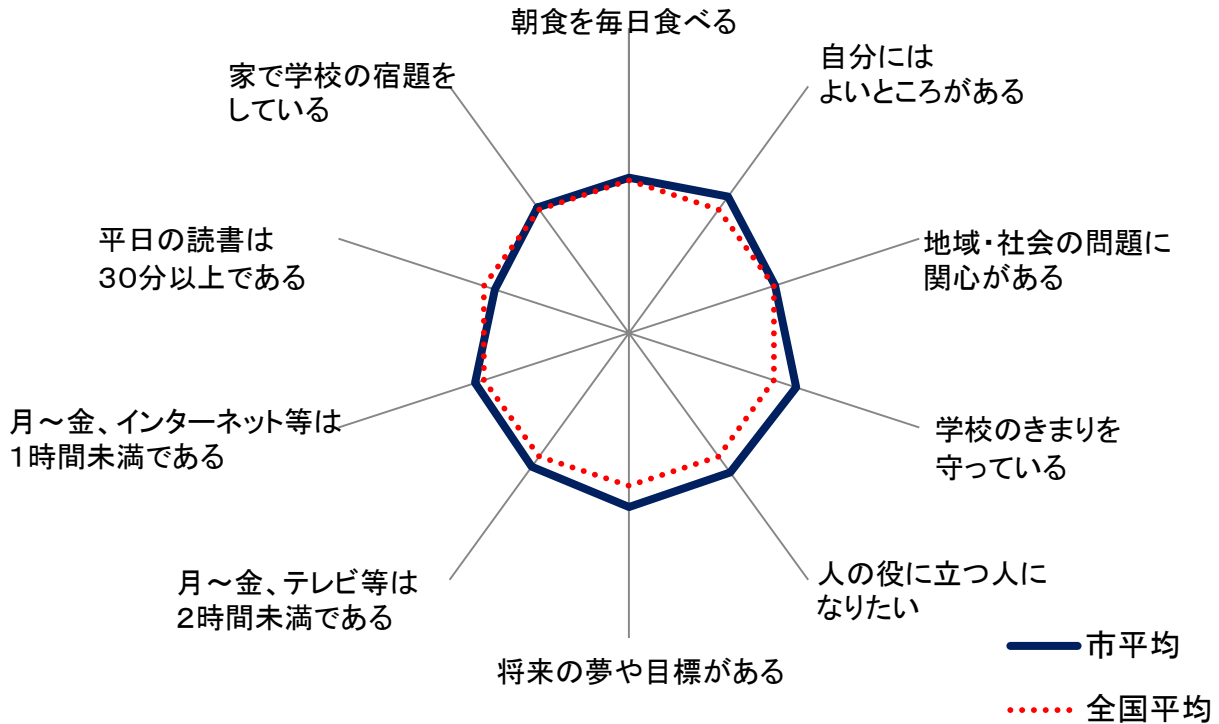 朝食を毎日食べる
自分には
よいところがある
地域・社会の問題に
関心がある
学校のきまりを
守っている
人の役に立つ人に
なりたい
将来の夢や目標がある
月～金、テレビ等は
２時間未満である
月～金、インターネット等は
１時間未満である
平日の読書は
３０分以上である
家で学校の宿題を
している
市平均
全国平均